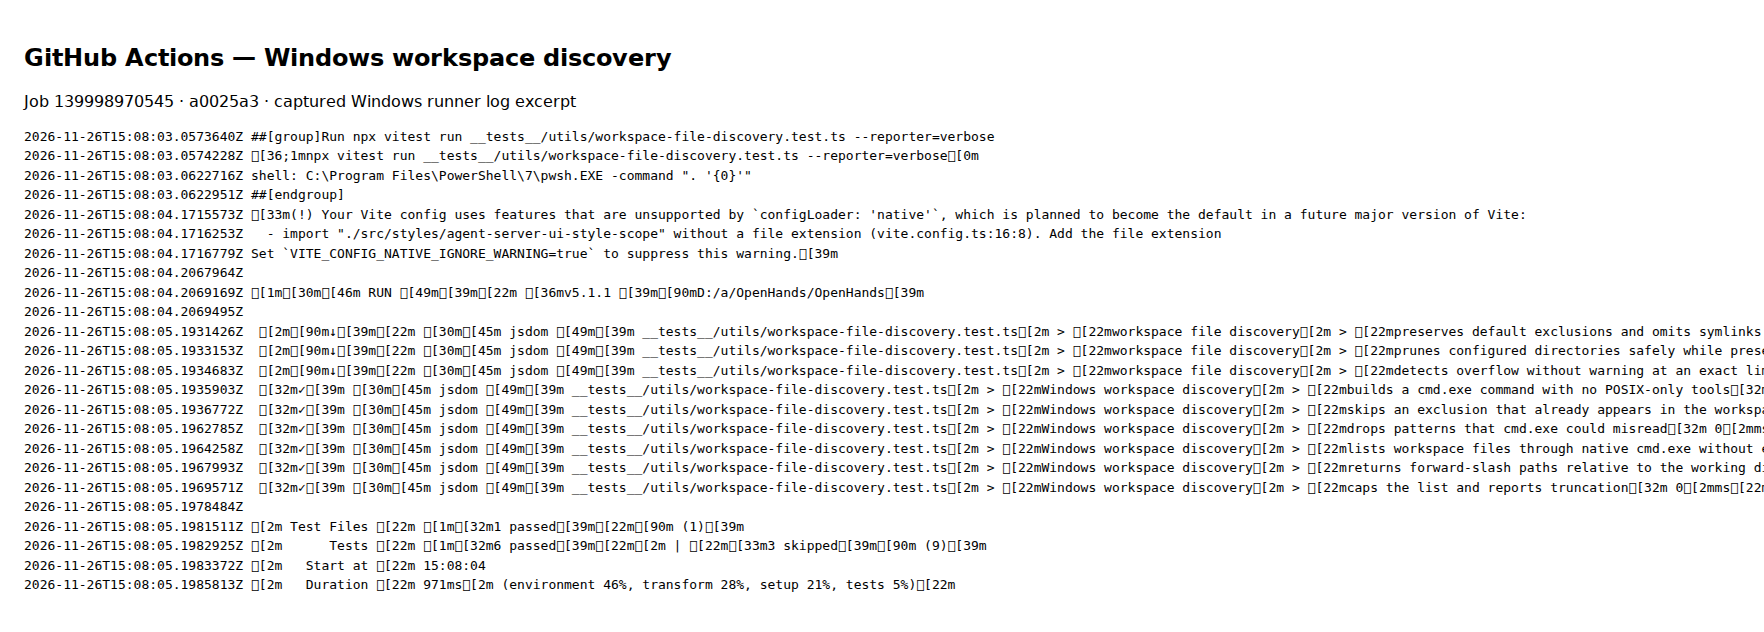 GitHub Actions — Windows workspace discovery
Job 139998970545 · a0025a3 · captured Windows runner log excerpt
2026-11-26T15:08:03.0573640Z ##[group]Run npx vitest run __tests__/utils/workspace-file-discovery.test.ts --reporter=verbose
2026-11-26T15:08:03.0574228Z □[36;1mnpx vitest run __tests__/utils/workspace-file-discovery.test.ts --reporter=verbose□[0m
2026-11-26T15:08:03.0622716Z shell: C:\Program Files\PowerShell\7\pwsh.EXE -command ". '{0}'"
2026-11-26T15:08:03.0622951Z ##[endgroup]
2026-11-26T15:08:04.1715573Z □[33m(!) Your Vite config uses features that are unsupported by `configLoader: 'native'`, which is planned to become the default in a future major version of Vite:
2026-11-26T15:08:04.1716253Z   - import "./src/styles/agent-server-ui-style-scope" without a file extension (vite.config.ts:16:8). Add the file extension
2026-11-26T15:08:04.1716779Z Set `VITE_CONFIG_NATIVE_IGNORE_WARNING=true` to suppress this warning.□[39m
2026-11-26T15:08:04.2067964Z
2026-11-26T15:08:04.2069169Z □[1m□[30m□[46m RUN □[49m□[39m□[22m □[36mv5.1.1 □[39m□[90mD:/a/OpenHands/OpenHands□[39m
2026-11-26T15:08:04.2069495Z
2026-11-26T15:08:05.1931426Z  □[2m□[90m↓□[39m□[22m □[30m□[45m jsdom □[49m□[39m __tests__/utils/workspace-file-discovery.test.ts□[2m > □[22mworkspace file discovery□[2m > □[22mpreserves default exclusions and omits symlinks
2026-11-26T15:08:05.1933153Z  □[2m□[90m↓□[39m□[22m □[30m□[45m jsdom □[49m□[39m __tests__/utils/workspace-file-discovery.test.ts□[2m > □[22mworkspace file discovery□[2m > □[22mprunes configured directories safely while prese
2026-11-26T15:08:05.1934683Z  □[2m□[90m↓□[39m□[22m □[30m□[45m jsdom □[49m□[39m __tests__/utils/workspace-file-discovery.test.ts□[2m > □[22mworkspace file discovery□[2m > □[22mdetects overflow without warning at an exact lim
2026-11-26T15:08:05.1935903Z  □[32m✓□[39m □[30m□[45m jsdom □[49m□[39m __tests__/utils/workspace-file-discovery.test.ts□[2m > □[22mWindows workspace discovery□[2m > □[22mbuilds a cmd.exe command with no POSIX-only tools□[32m
2026-11-26T15:08:05.1936772Z  □[32m✓□[39m □[30m□[45m jsdom □[49m□[39m __tests__/utils/workspace-file-discovery.test.ts□[2m > □[22mWindows workspace discovery□[2m > □[22mskips an exclusion that already appears in the workspa
2026-11-26T15:08:05.1962785Z  □[32m✓□[39m □[30m□[45m jsdom □[49m□[39m __tests__/utils/workspace-file-discovery.test.ts□[2m > □[22mWindows workspace discovery□[2m > □[22mdrops patterns that cmd.exe could misread□[32m 0□[2mms
2026-11-26T15:08:05.1964258Z  □[32m✓□[39m □[30m□[45m jsdom □[49m□[39m __tests__/utils/workspace-file-discovery.test.ts□[2m > □[22mWindows workspace discovery□[2m > □[22mlists workspace files through native cmd.exe without
2026-11-26T15:08:05.1967993Z  □[32m✓□[39m □[30m□[45m jsdom □[49m□[39m __tests__/utils/workspace-file-discovery.test.ts□[2m > □[22mWindows workspace discovery□[2m > □[22mreturns forward-slash paths relative to the working di
2026-11-26T15:08:05.1969571Z  □[32m✓□[39m □[30m□[45m jsdom □[49m□[39m __tests__/utils/workspace-file-discovery.test.ts□[2m > □[22mWindows workspace discovery□[2m > □[22mcaps the list and reports truncation□[32m 0□[2mms□[22m
2026-11-26T15:08:05.1978484Z
2026-11-26T15:08:05.1981511Z □[2m Test Files □[22m □[1m□[32m1 passed□[39m□[22m□[90m (1)□[39m
2026-11-26T15:08:05.1982925Z □[2m      Tests □[22m □[1m□[32m6 passed□[39m□[22m□[2m | □[22m□[33m3 skipped□[39m□[90m (9)□[39m
2026-11-26T15:08:05.1983372Z □[2m   Start at □[22m 15:08:04
2026-11-26T15:08:05.1985813Z □[2m   Duration □[22m 971ms□[2m (environment 46%, transform 28%, setup 21%, tests 5%)□[22m